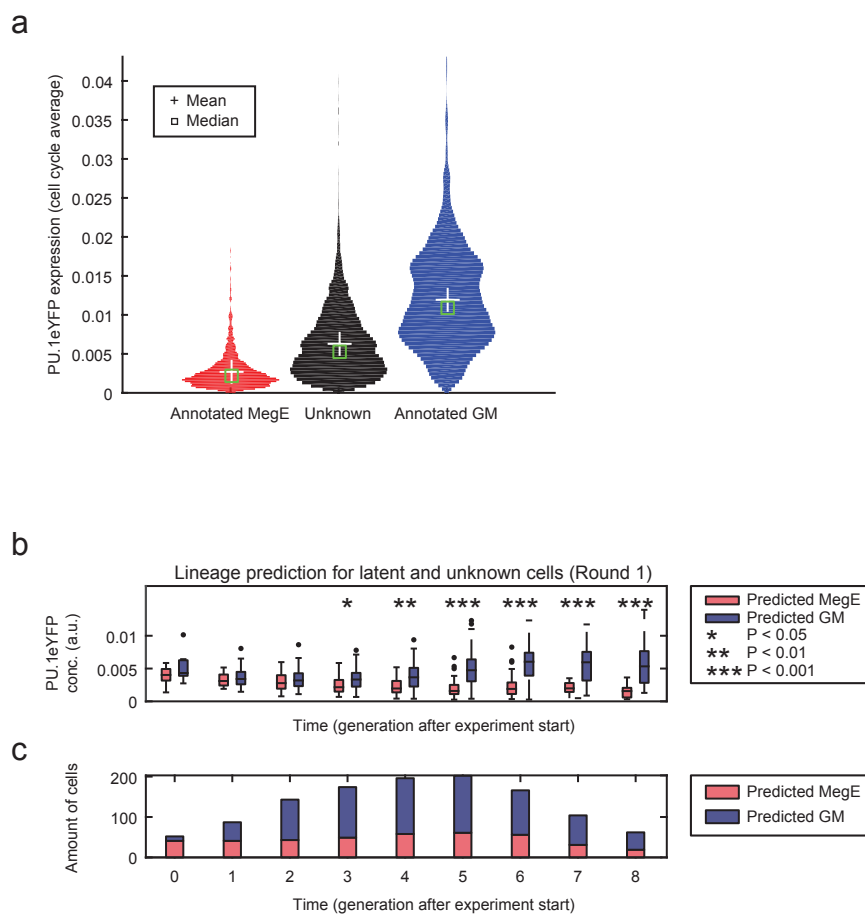 a
PU.1eYFP expression (cell cycle average)
0.04
0.035
0.03
0.025
0.02
0.015
0.01
0.005
0
+ Mean
Median
Annotated MegE Unknown Annotated GM
b
Lineage prediction for latent and unknown cells (Round 1)
PU.1eYFP
conc. (a.u.)
0.01
0.005
0
* ** *** *** *** ***
Predicted MegE
Predicted GM
* P < 0.05
** P < 0.01
*** P < 0.001
Time (generation after experiment start)
c
Amount of cells
200
100
0
0 1 2 3 4 5 6 7 8
Time (generation after experiment start)
Predicted MegE
Predicted GM